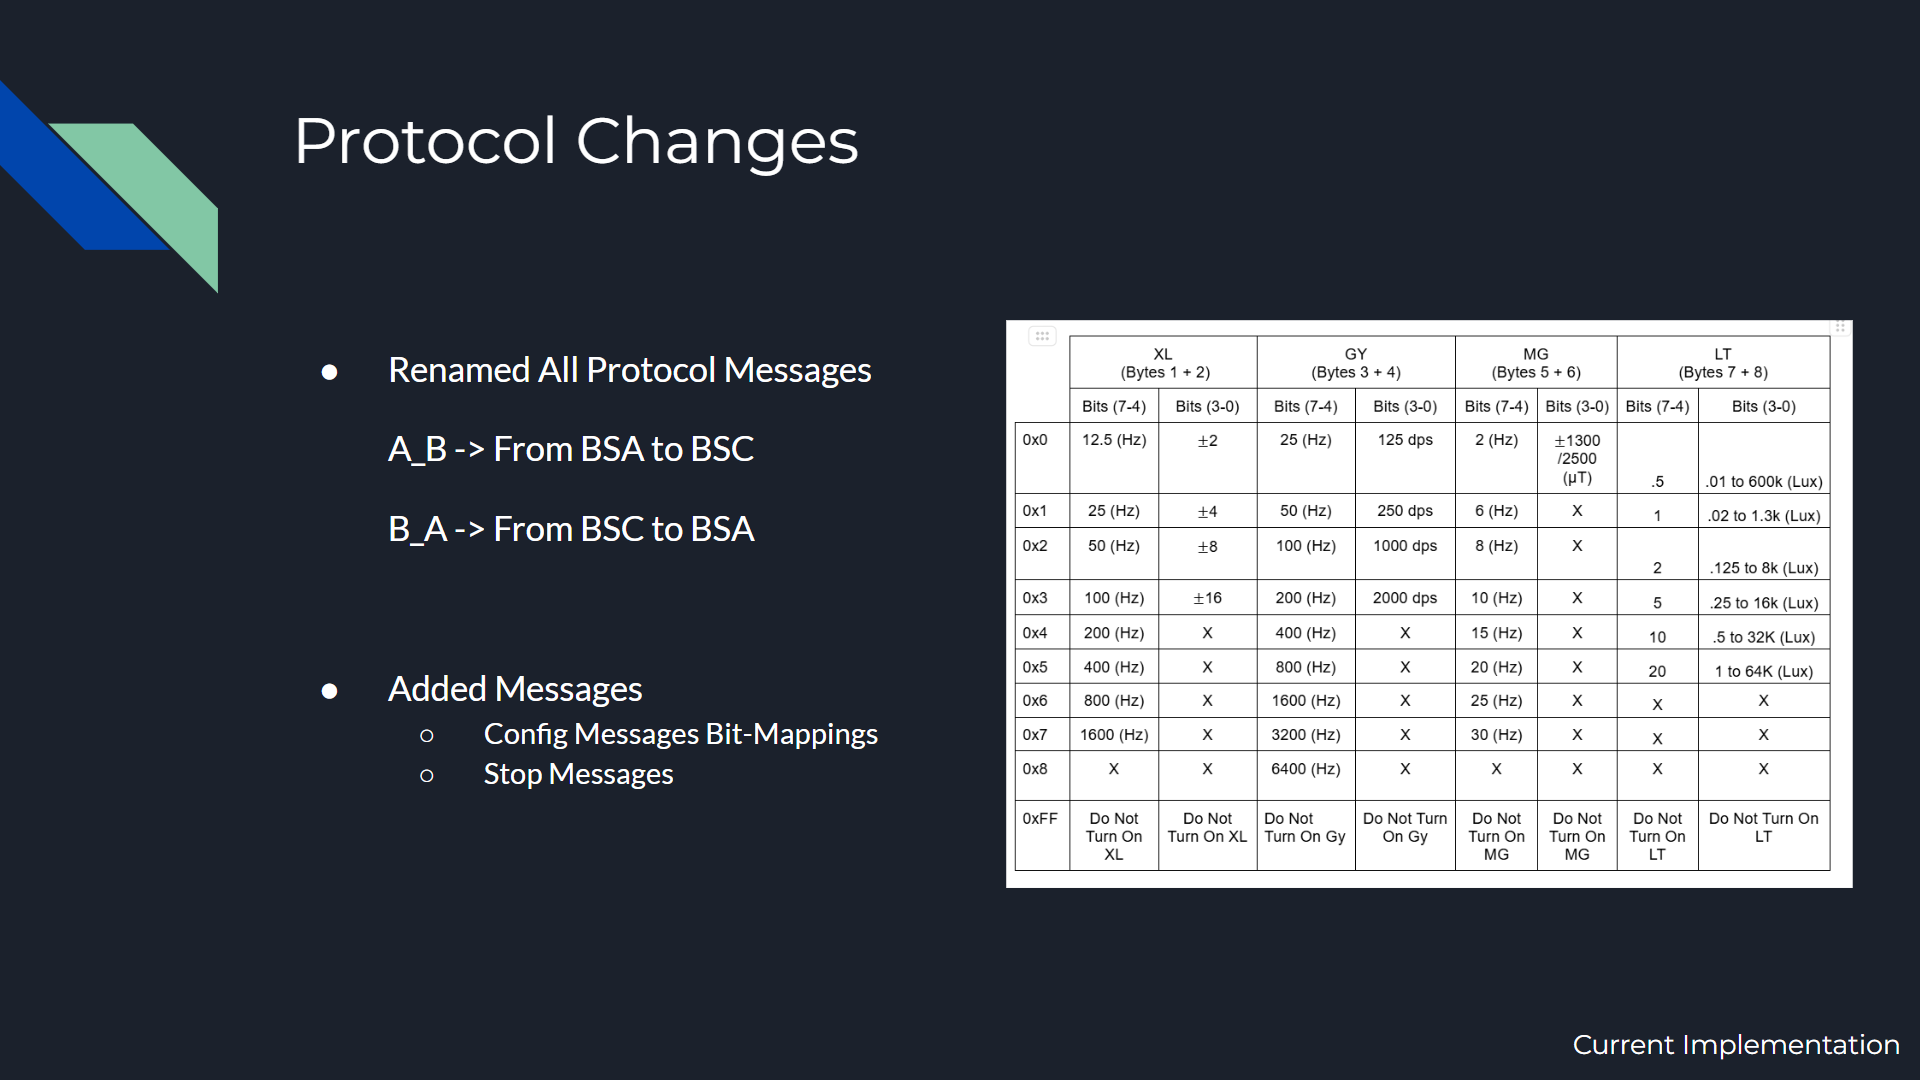 Protocol Changes
● Renamed All Protocol Messages
A_B -> From BSA to BSC
B_A -> From BSC to BSA
● Added Messages
○ Config Messages Bit-Mappings
○ Stop Messages
XL (Bytes 1 + 2) GY (Bytes 3 + 4) MG (Bytes 5 + 6) LT (Bytes 7 + 8)
Bits (7-4) Bits (3-0) Bits (7-4) Bits (3-0) Bits (7-4) Bits (3-0) Bits (7-4) Bits (3-0)
0x0 12.5 (Hz) ±2 25 (Hz) 125 dps 2 (Hz) ±1300 /2500 (µT) .5 .01 to 600k (Lux)
0x1 25 (Hz) ±4 50 (Hz) 250 dps 6 (Hz) X 1 .02 to 1.3k (Lux)
0x2 50 (Hz) ±8 100 (Hz) 1000 dps 8 (Hz) X 2 .125 to 8k (Lux)
0x3 100 (Hz) ±16 200 (Hz) 2000 dps 10 (Hz) X 5 .25 to 16k (Lux)
0x4 200 (Hz) X 400 (Hz) X 15 (Hz) X 10 .5 to 32K (Lux)
0x5 400 (Hz) X 800 (Hz) X 20 (Hz) X 20 1 to 64K (Lux)
0x6 800 (Hz) X 1600 (Hz) X 25 (Hz) X X X
0x7 1600 (Hz) X 3200 (Hz) X 30 (Hz) X X X
0x8 X X 6400 (Hz) X X X X X
0xFF Do Not Turn On XL Do Not Turn On XL Do Not Turn On Gy Do Not Turn On Gy Do Not Turn On MG Do Not Turn On MG Do Not Turn On LT Do Not Turn On LT
Current Implementation